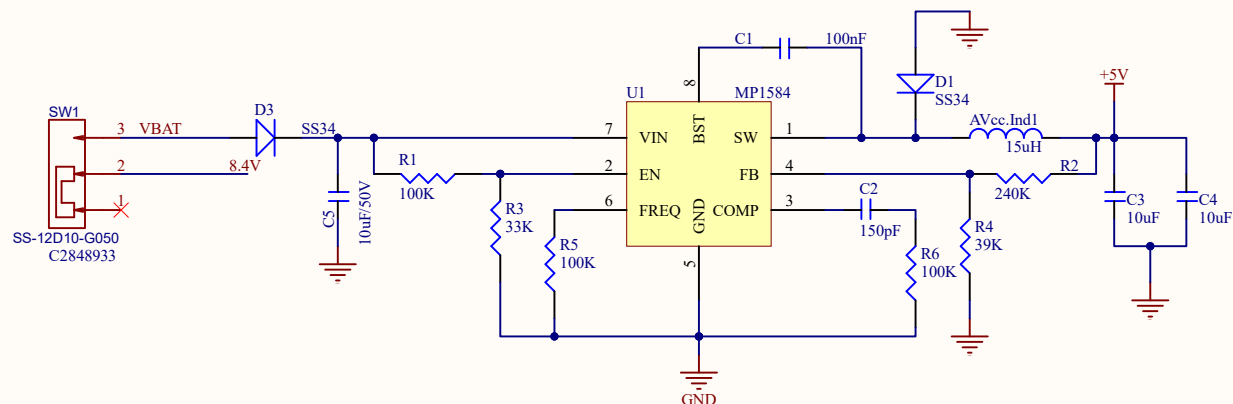 SW1
3
VBAT
D3
SS34
2
8.4V
1
SS-12D10-G050
C2848933
C5
10uF/50V
R1
100K
R3
33K
R5
100K
U1
MP1584
7
VIN
2
EN
6
FREQ
8
BST
GND
5
SW
1
FB
4
COMP
3
C1
100nF
C2
150pF
R6
100K
D1
SS34
AVcc.Ind1
15uH
R2
240K
R4
39K
+5V
C3
10uF
C4
10uF
GND